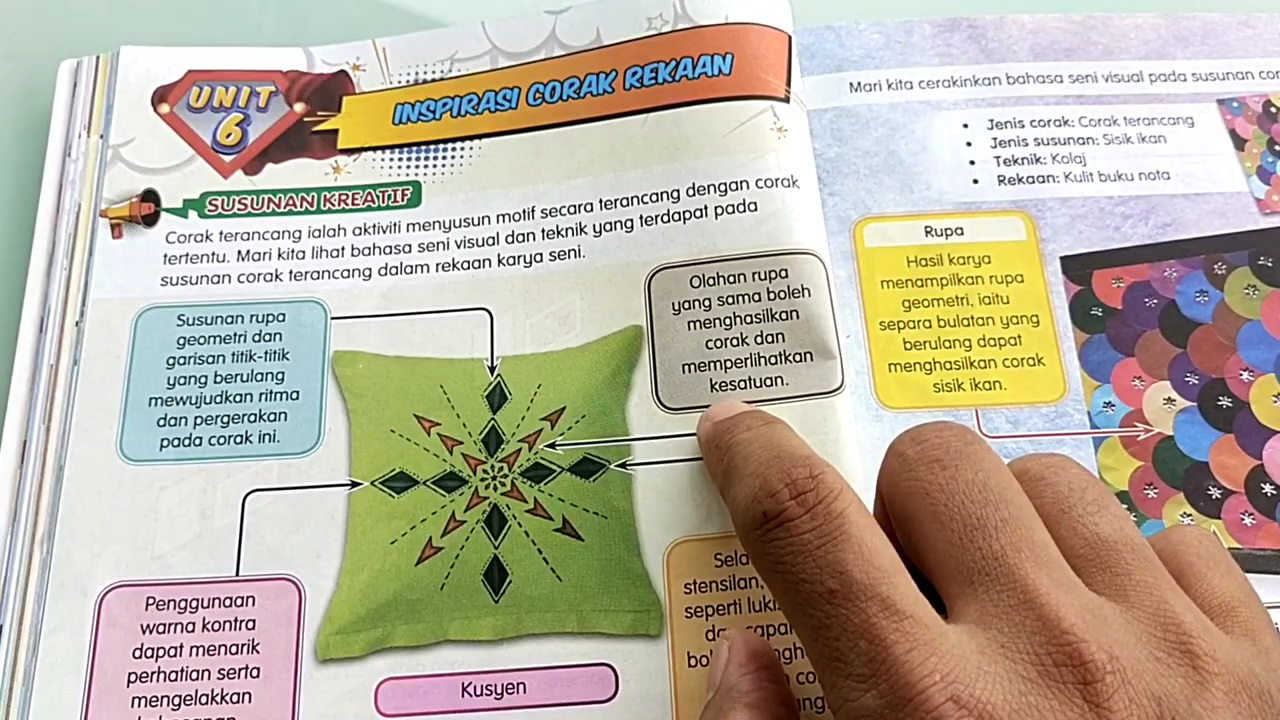 UNIT
6
INSPIRASI CORAK REKAAN
SUSUNAN KREATIF
Corak terancang ialah aktiviti menyusun motif secara terancang dengan corak
tertentu. Mari kita lihat bahasa seni visual dan teknik yang terdapat pada
susunan corak terancang dalam rekaan karya seni.
Susunan rupa
geometri dan
garisan titik-titik
yang berulang
mewujudkan ritma
dan pergerakan
pada corak ini.
Olahan rupa
yang sama boleh
menghasilkan
corak dan
memperlihatkan
kesatuan.
Penggunaan
warna kontra
dapat menarik
perhatian serta
mengelakkan
Kusyen
stensilan,
seperti
Mari kita cerakinkan bahasa seni visual pada susunan
• Jenis corak: Corak terancang
• Jenis susunan: Sisik ikan
• Teknik: Kolaj
• Rekaan: Kulit buku nota
Rupa
Hasil karya
menampilkan rupa
geometri, iaitu
separa bulatan yang
berulang dapat
menghasilkan corak
sisik ikan.